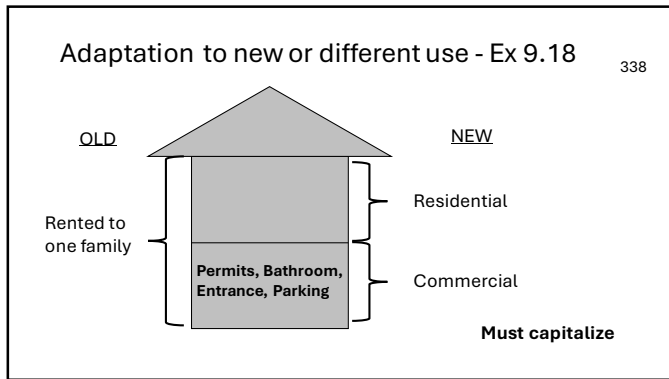 Adaptation to new or different use - Ex 9.18
338
OLD
NEW
Rented to
one family
Residential
Permits, Bathroom,
Entrance, Parking
Commercial
Must capitalize